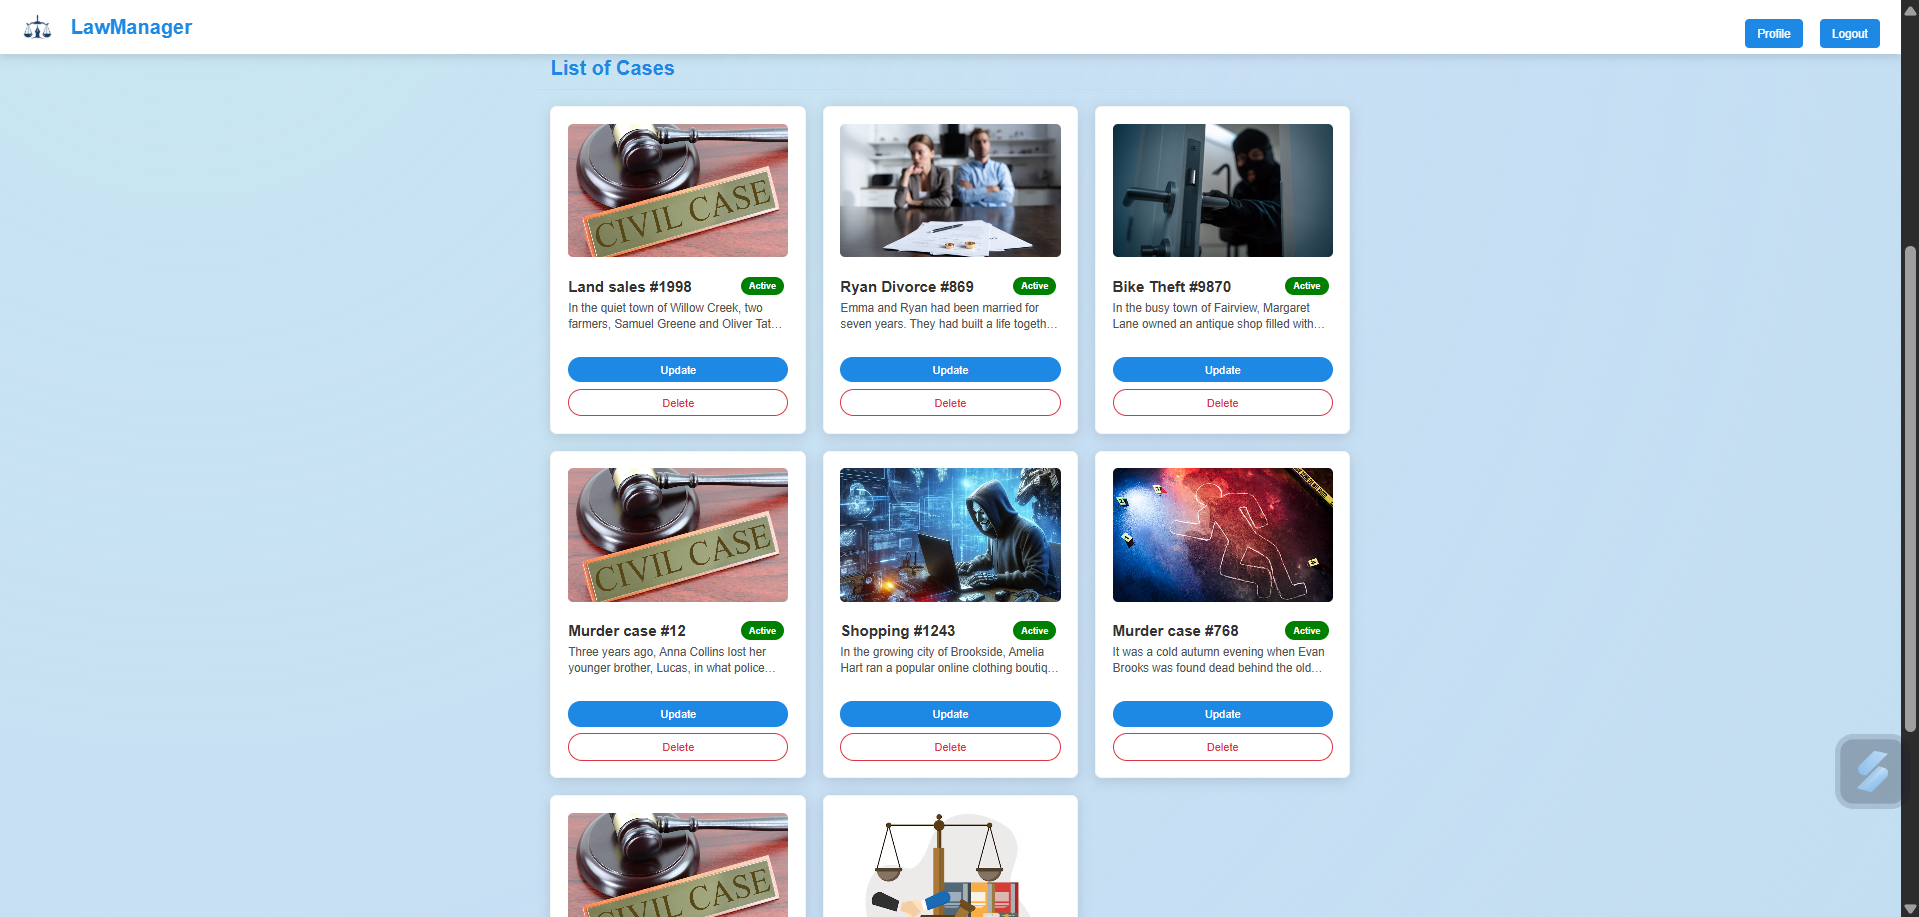 LawManager
Profile
Logout
List of Cases
CIVIL CASE
Land sales #1998
Active
In the quiet town of Willow Creek, two
farmers, Samuel Greene and Oliver Tat...
Update
Delete
Ryan Divorce #869
Active
Emma and Ryan had been married for
seven years. They had built a life togeth...
Update
Delete
Bike Theft #9870
Active
In the busy town of Fairview, Margaret
Lane owned an antique shop filled with...
Update
Delete
CIVIL CASE
Murder case #12
Active
Three years ago, Anna Collins lost her
younger brother, Lucas, in what police...
Update
Delete
Shopping #1243
Active
In the growing city of Brookside, Amelia
Hart ran a popular online clothing boutiq...
Update
Delete
Murder case #768
Active
It was a cold autumn evening when Evan
Brooks was found dead behind the old...
Update
Delete
CIVIL CASE